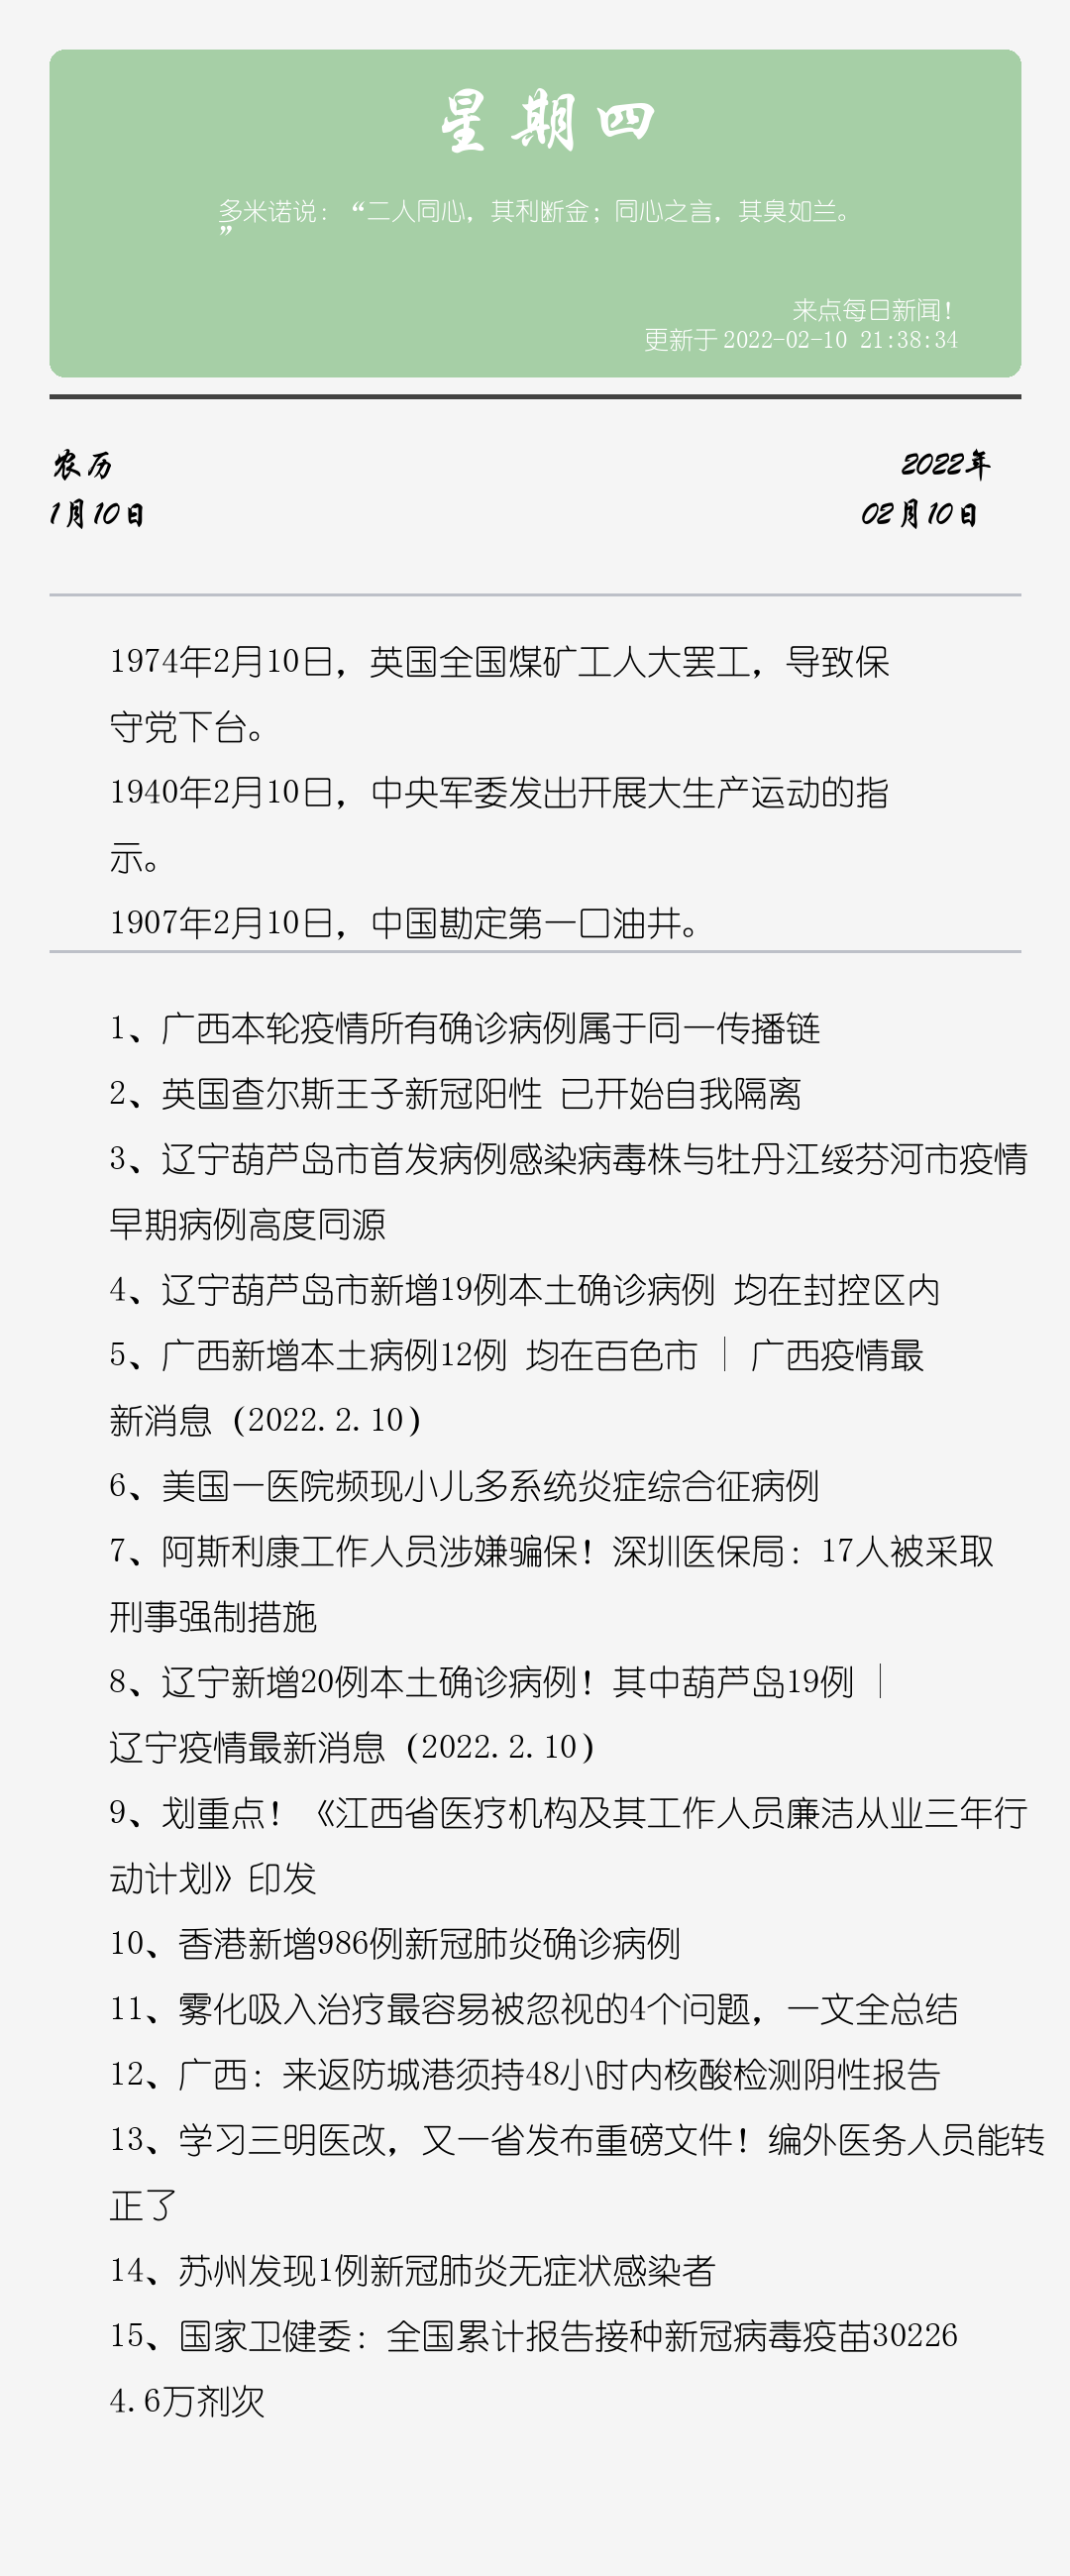 星期四
多米诺说：“二人同心，其利断金；同心之言，其臭如兰。
”
来点每日新闻！
更新于 2022-02-10 21:38:34
农历
2022年
1月10日
02月10日
1974年2月10日，英国全国煤矿工人大罢工，导致保
守党下台。
1940年2月10日，中央军委发出开展大生产运动的指
示。
1907年2月10日，中国勘定第一口油井。
1、广西本轮疫情所有确诊病例属于同一传播链
2、英国查尔斯王子新冠阳性 已开始自我隔离
3、辽宁葫芦岛市首发病例感染病毒株与牡丹江绥芬河市疫情
早期病例高度同源
4、辽宁葫芦岛市新增19例本土确诊病例 均在封控区内
5、广西新增本土病例12例 均在百色市 | 广西疫情最
新消息（2022.2.10）
6、美国一医院频现小儿多系统炎症综合征病例
7、阿斯利康工作人员涉嫌骗保！深圳医保局：17人被采取
刑事强制措施
8、辽宁新增20例本土确诊病例！其中葫芦岛19例 |
辽宁疫情最新消息（2022.2.10）
9、划重点！《江西省医疗机构及其工作人员廉洁从业三年行
动计划》印发
10、香港新增986例新冠肺炎确诊病例
11、雾化吸入治疗最容易被忽视的4个问题，一文全总结
12、广西：来返防城港须持48小时内核酸检测阴性报告
13、学习三明医改，又一省发布重磅文件！编外医务人员能转
正了
14、苏州发现1例新冠肺炎无症状感染者
15、国家卫健委：全国累计报告接种新冠病毒疫苗30226
4.6万剂次